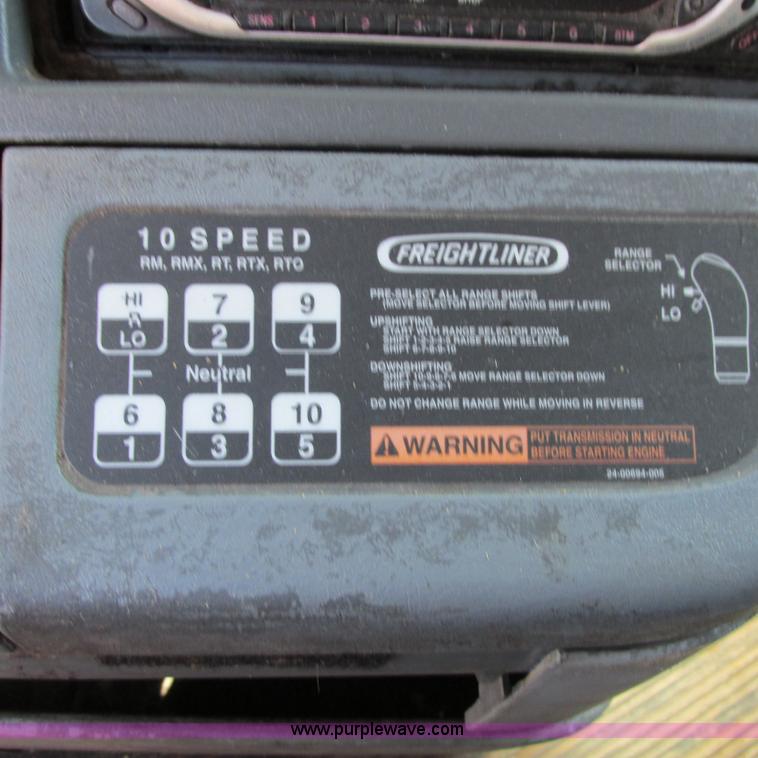 SENS 1 2 3 4 5 6 BTM
OFF
10 SPEED
RM, RMX, RT, RTX, RTO
HI
R
LO
7
2
9
4
Neutral
6
1
8
3
10
5
FREIGHTLINER
RANGE
SELECTOR
HI
LO
PRE-SELECT ALL RANGE SHIFTS
(MOVE SELECTOR BEFORE MOVING SHIFT LEVER)
UPSHIFTING
START WITH RANGE SELECTOR DOWN
SHIFT 1-2-3-4-5 RAISE RANGE SELECTOR
SHIFT 6-7-8-9-10
DOWNSHIFTING
SHIFT 10-9-8-7-6 MOVE RANGE SELECTOR DOWN
SHIFT 5-4-3-2-1
DO NOT CHANGE RANGE WHILE MOVING IN REVERSE
WARNING
PUT TRANSMISSION IN NEUTRAL
BEFORE STARTING ENGINE
www.purplewave.com